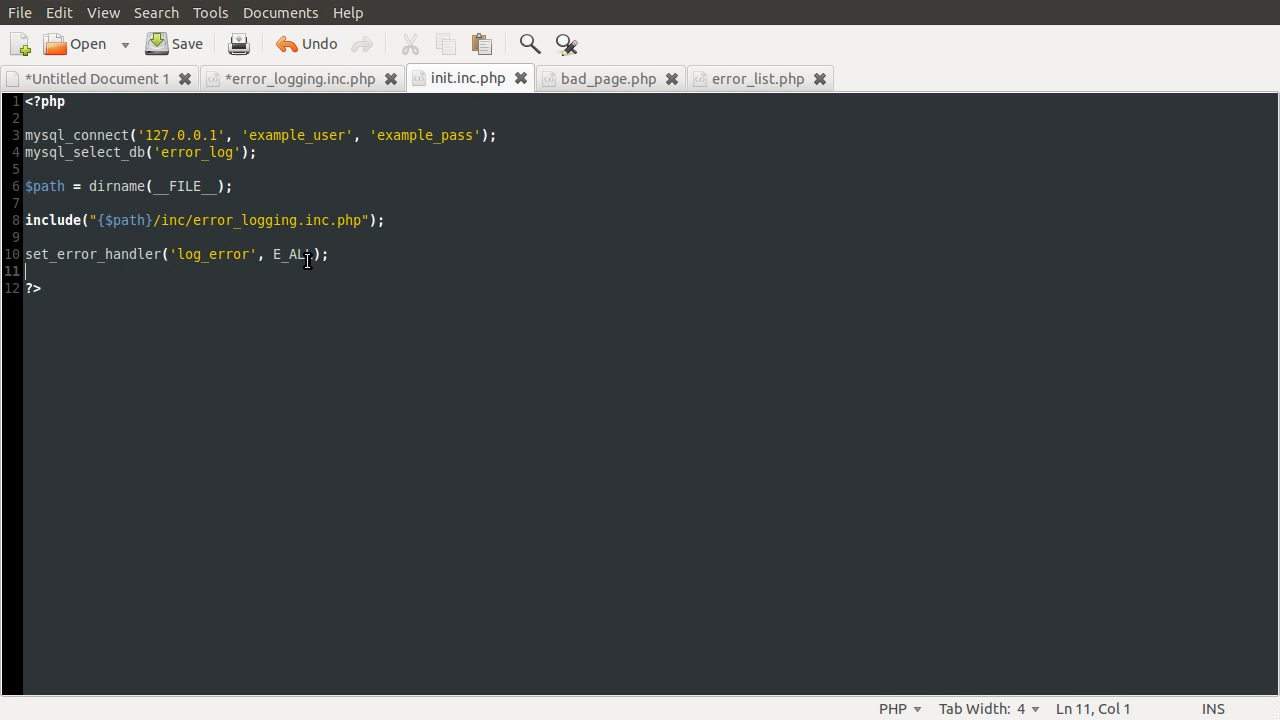 File Edit View Search Tools Documents Help
Open Save Undo
*Untitled Document 1 *error_logging.inc.php init.inc.php bad_page.php error_list.php
1 <?php
2
3 mysql_connect('127.0.0.1', 'example_user', 'example_pass');
4 mysql_select_db('error_log');
5
6 $path = dirname(__FILE__);
7
8 include("{$path}/inc/error_logging.inc.php");
9
10 set_error_handler('log_error', E_ALL);
11
12 ?>
PHP Tab Width: 4 Ln 11, Col 1 INS